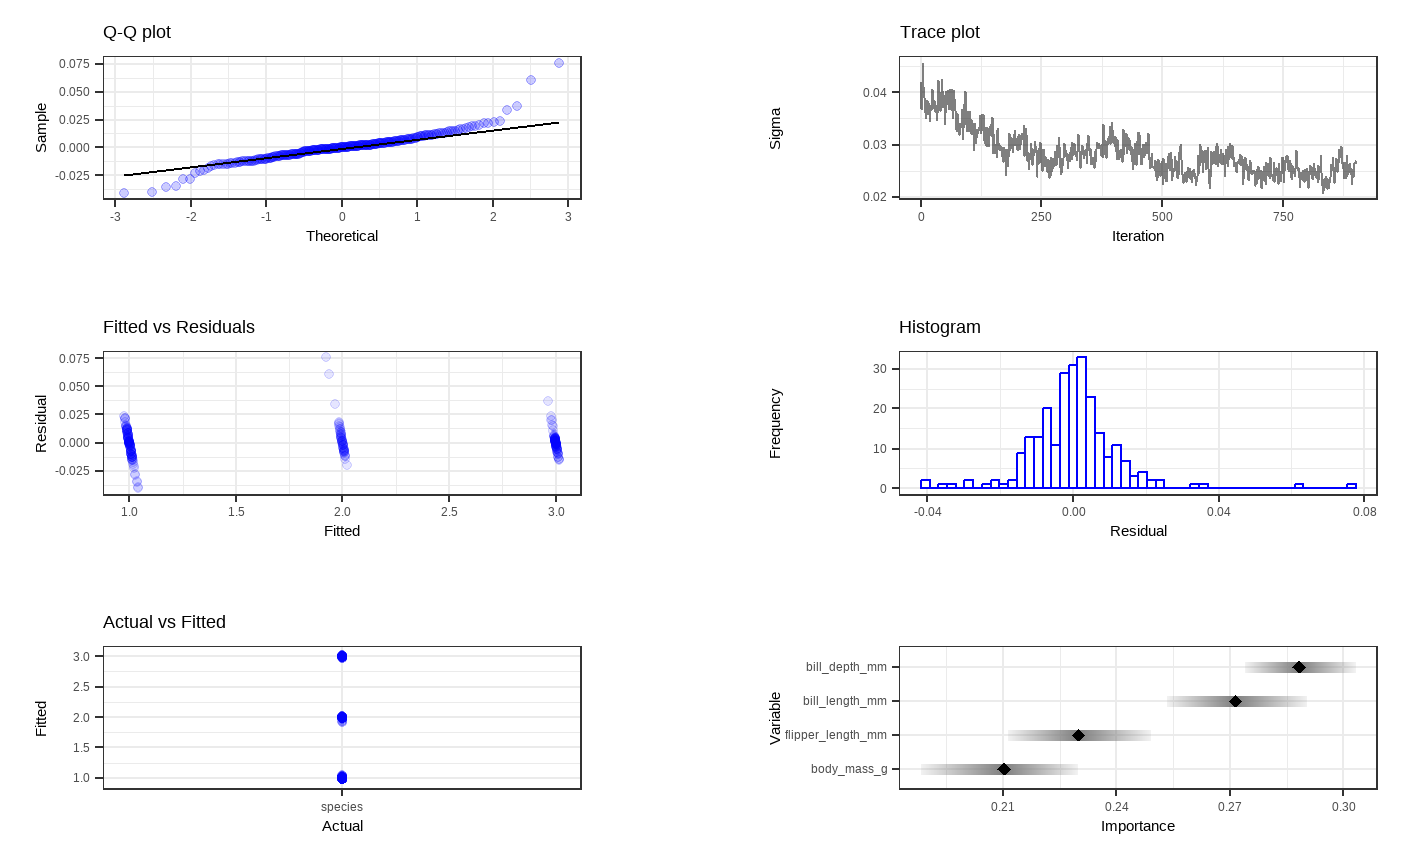 Q-Q plot
Sample
0.075
0.050
0.025
0.000
-0.025
-3 -2 -1 0 1 2 3
Theoretical
Trace plot
Sigma
0.04
0.03
0.02
0 250 500 750
Iteration
Fitted vs Residuals
Residual
0.075
0.050
0.025
0.000
-0.025
1.0 1.5 2.0 2.5 3.0
Fitted
Histogram
Frequency
30
20
10
0
-0.04 0.00 0.04 0.08
Residual
Actual vs Fitted
Fitted
3.0
2.5
2.0
1.5
1.0
species
Actual
Variable
bill_depth_mm
bill_length_mm
flipper_length_mm
body_mass_g
0.21 0.24 0.27 0.30
Importance